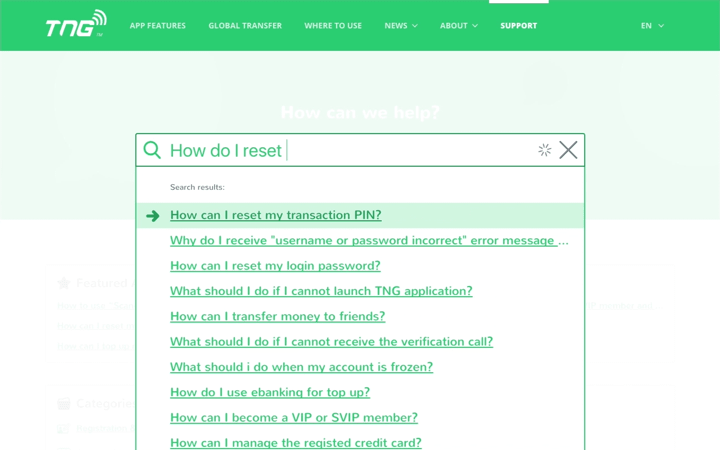 TNG
TM
APP FEATURES
GLOBAL TRANSFER
WHERE TO USE
NEWS
ABOUT
SUPPORT
EN
How can we help?
How do I reset
Search results:
How can I reset my transaction PIN?
Why do I receive "username or password incorrect" error message ...
How can I reset my login password?
What should I do if I cannot launch TNG application?
How can I transfer money to friends?
What should I do if I cannot receive the verification call?
What should i do when my account is frozen?
How do I use ebanking for top up?
How can I become a VIP or SVIP member?
How can I manage the registed credit card?
Featured